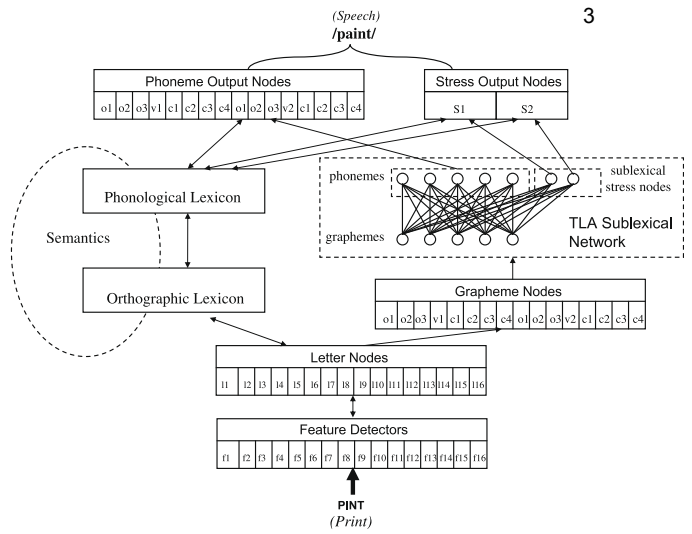 3
(Speech)
/paint/
Phoneme Output Nodes
o1 o2 o3 v1 c1 c2 c3 c4 o1 o2 o3 v2 c1 c2 c3 c4
Stress Output Nodes
S1 S2
phonemes
sublexical
stress nodes
Phonological Lexicon
Semantics
graphemes
TLA Sublexical
Network
Orthographic Lexicon
Grapheme Nodes
o1 o2 o3 v1 c1 c2 c3 c4 o1 o2 o3 v2 c1 c2 c3 c4
Letter Nodes
l1 l2 l3 l4 l5 l6 l7 l8 l9 l10 l11 l12 l13 l14 l15 l16
Feature Detectors
f1 f2 f3 f4 f5 f6 f7 f8 f9 f10 f11 f12 f13 f14 f15 f16
PINT
(Print)